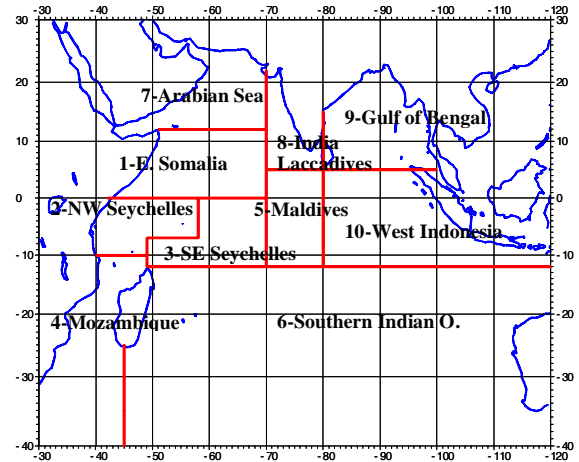 -30 -40 -50 -60 -70 -80 -90 -100 -110 -120
30 30
7-Arabian Sea
20 20
9-Gulf of Bengal
10 10
8-India
1-E. Somalia Laccadives
0 0
2-NW Seychelles 5-Maldives
10-West Indonesia
-10 -10
3-SE Seychelles
-20 -20
4-Mozambique 6-Southern Indian O.
-30 -30
-40 -40
-30 -40 -50 -60 -70 -80 -90 -100 -110 -120